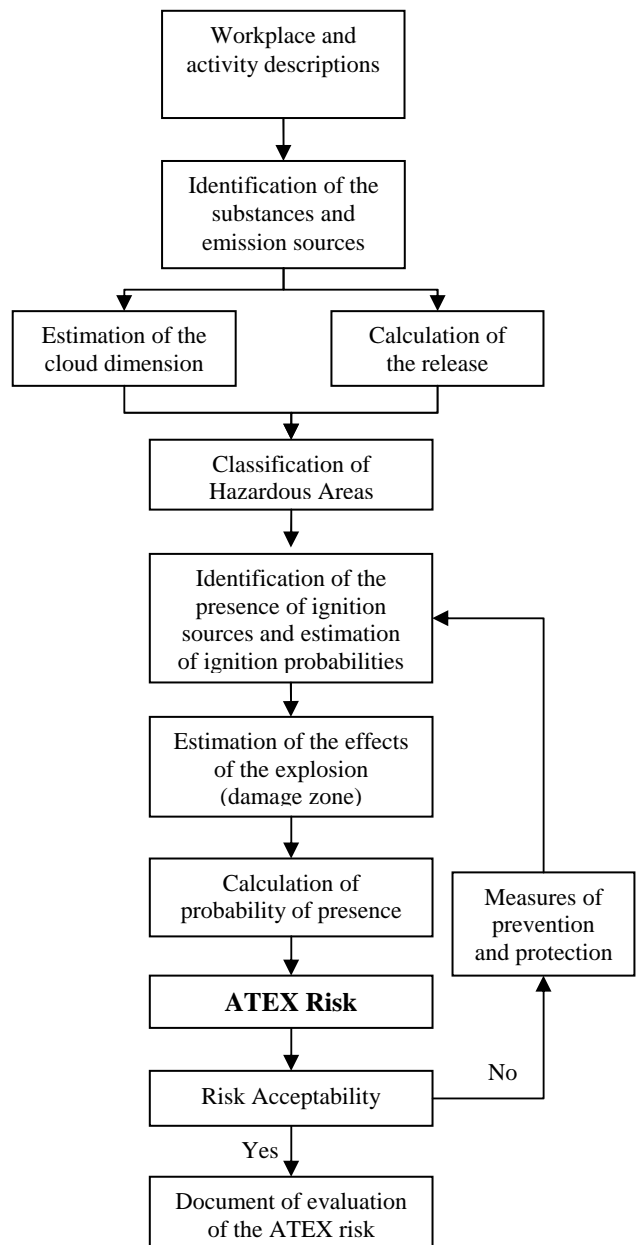 Workplace and
activity descriptions
Identification of the
substances and
emission sources
Estimation of the
cloud dimension
Calculation of
the release
Classification of
Hazardous Areas
Identification of the
presence of ignition
sources and estimation
of ignition probabilities
Estimation of the effects
of the explosion
(damage zone)
Calculation of
probability of presence
Measures of
prevention
and protection
ATEX Risk
Risk Acceptability
No
Yes
Document of evaluation
of the ATEX risk